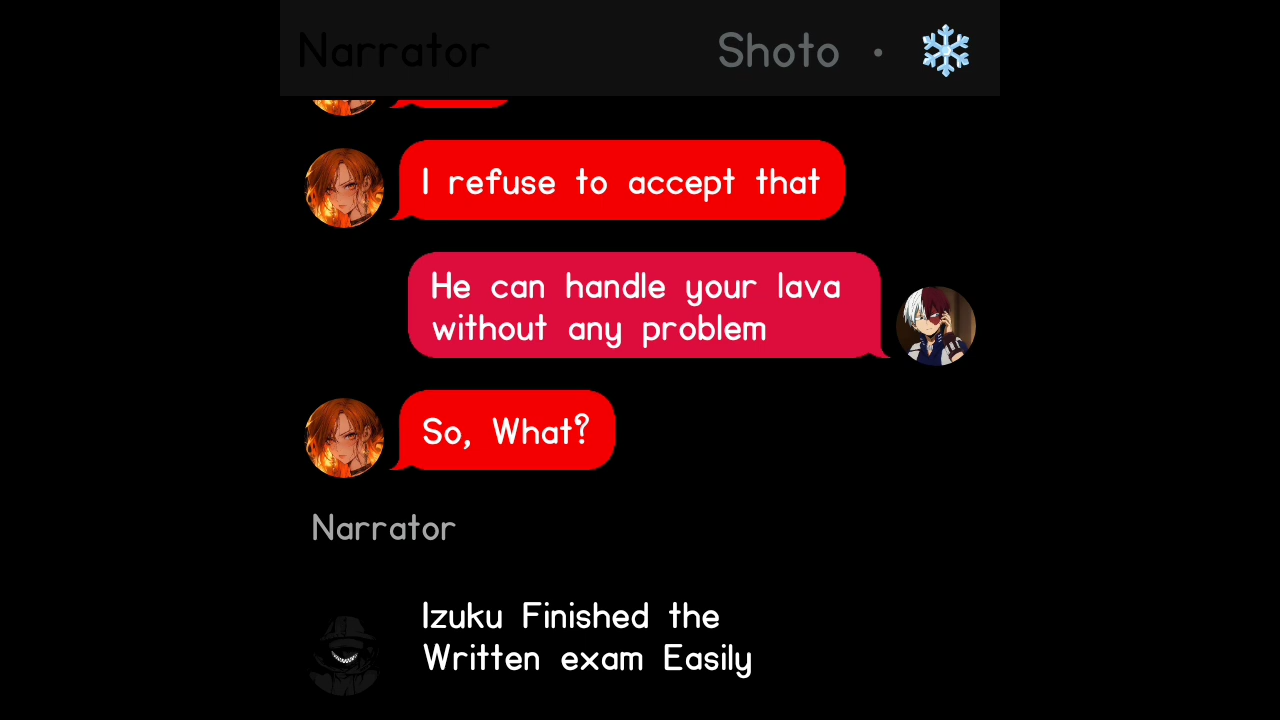 Narrator Shoto • ❄
I refuse to accept that
He can handle your lava
without any problem
So, What?
Narrator
Izuku Finished the
Written exam Easily